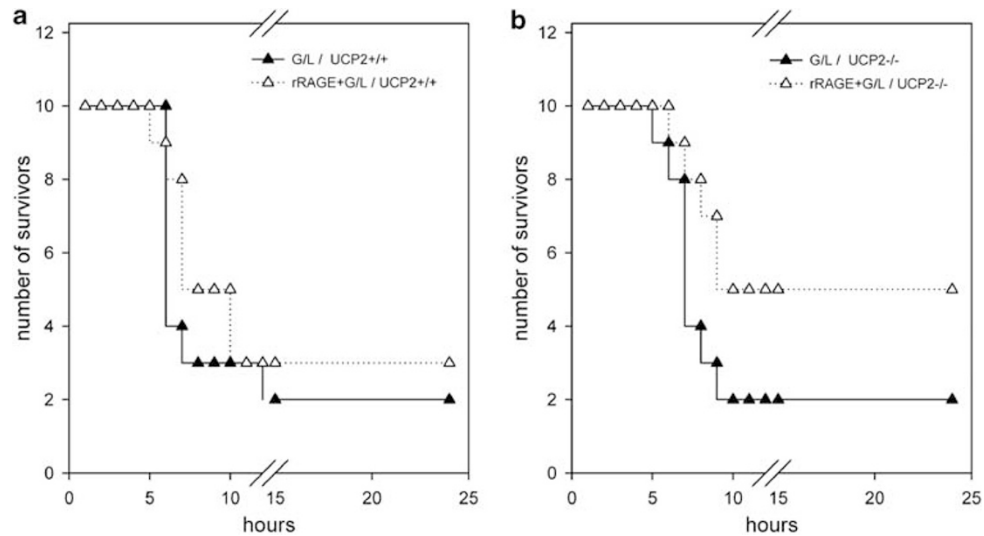 a
12
10
8
6
4
2
0
number of survivors
G/L / UCP2+/+
rRAGE+G/L / UCP2+/+
0 5 10 15 20 25
hours
b
12
10
8
6
4
2
0
number of survivors
G/L / UCP2-/-
rRAGE+G/L / UCP2-/-
0 5 10 15 20 25
hours